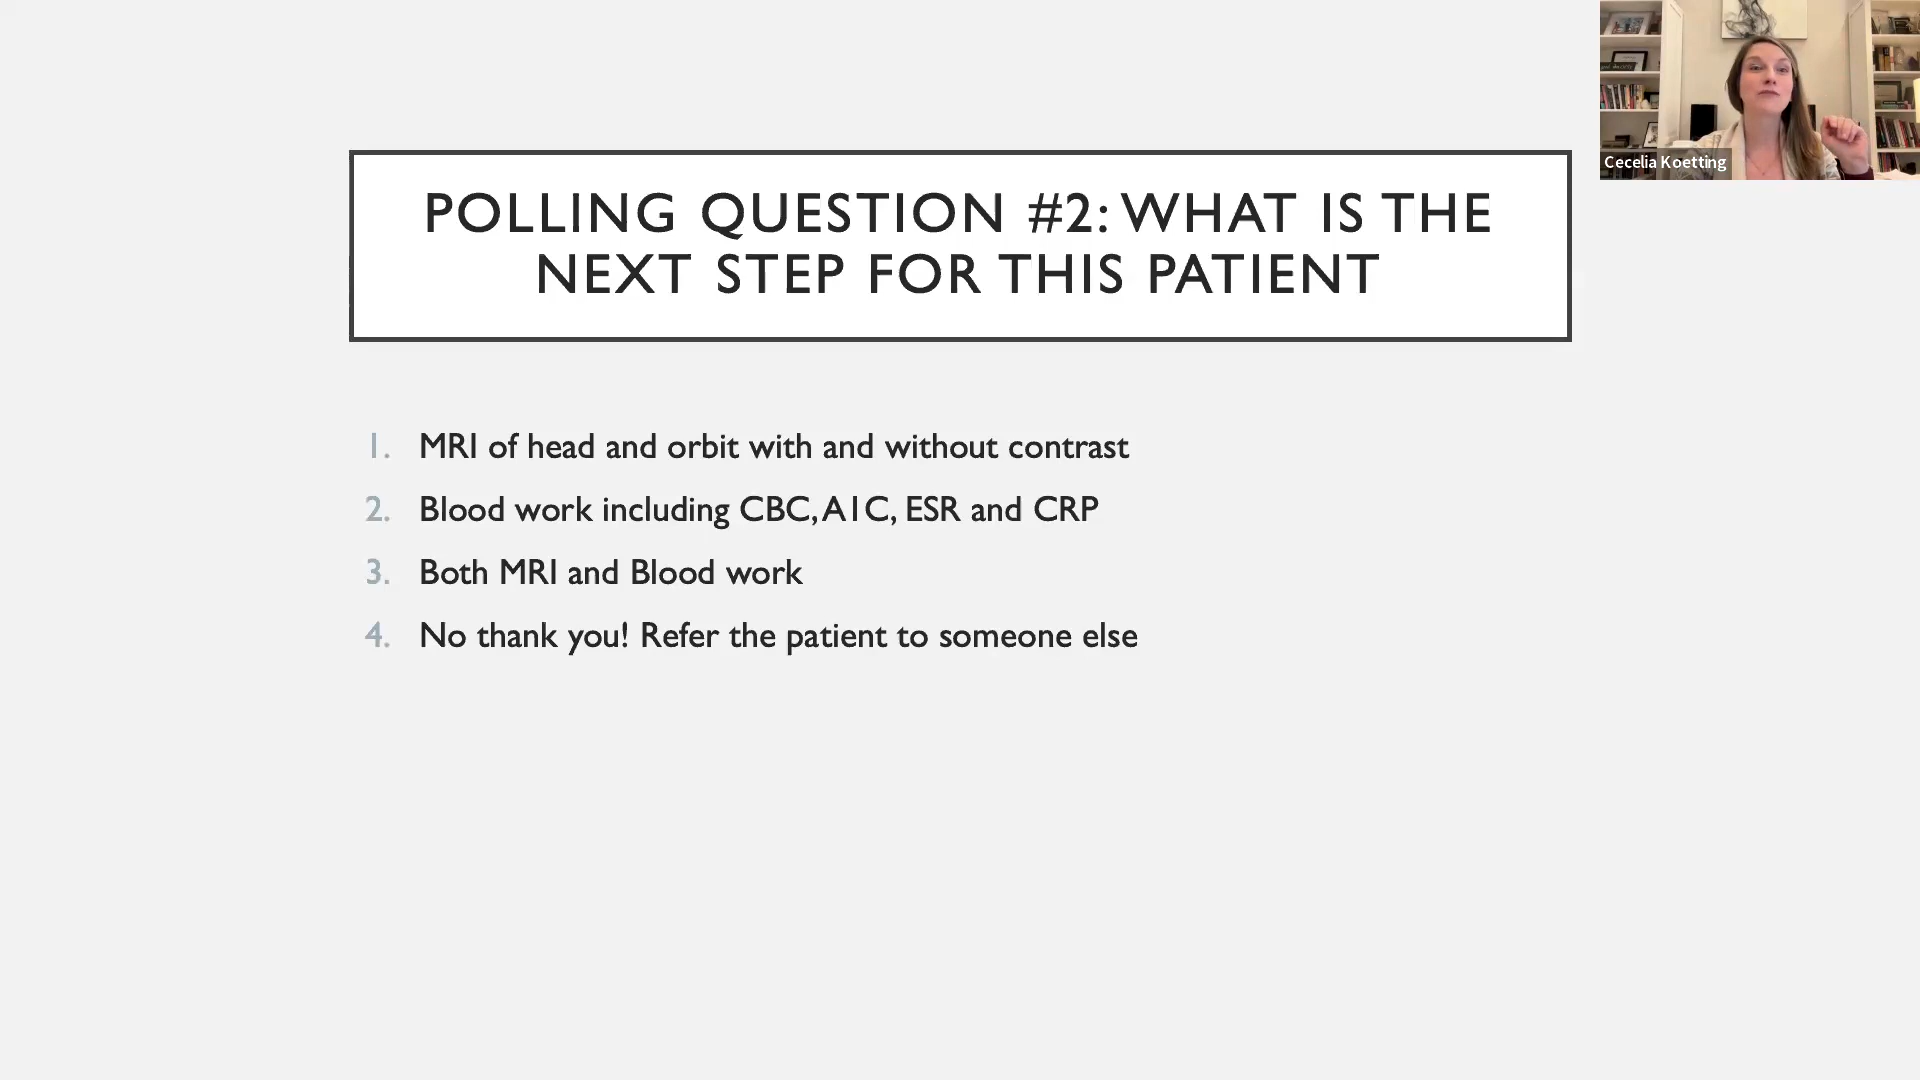 POLLING QUESTION #2: WHAT IS THE
NEXT STEP FOR THIS PATIENT
1. MRI of head and orbit with and without contrast
2. Blood work including CBC, A1C, ESR and CRP
3. Both MRI and Blood work
4. No thank you! Refer the patient to someone else
Cecelia Koetting